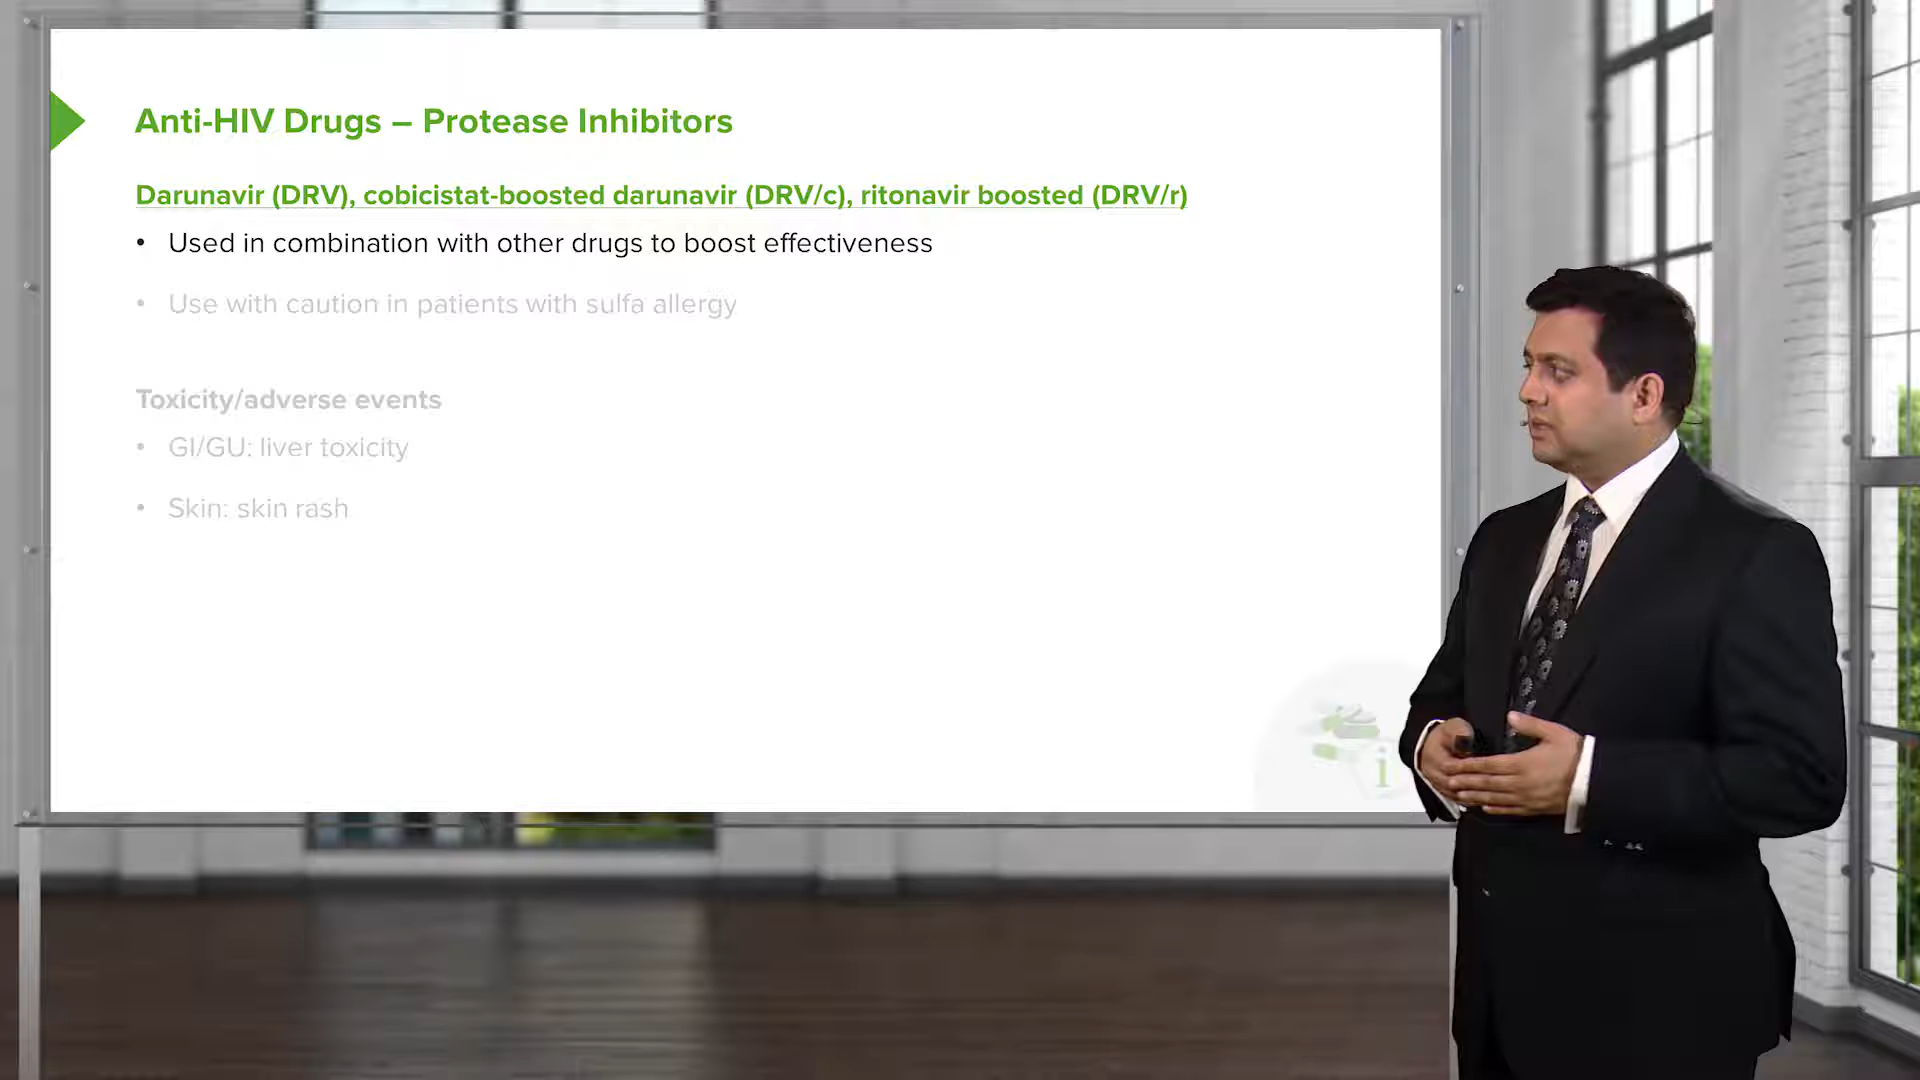 Anti-HIV Drugs – Protease Inhibitors
Darunavir (DRV), cobicistat-boosted darunavir (DRV/c), ritonavir boosted (DRV/r)
• Used in combination with other drugs to boost effectiveness
• Use with caution in patients with sulfa allergy
Toxicity/adverse events
• GI/GU: liver toxicity
• Skin: skin rash
i